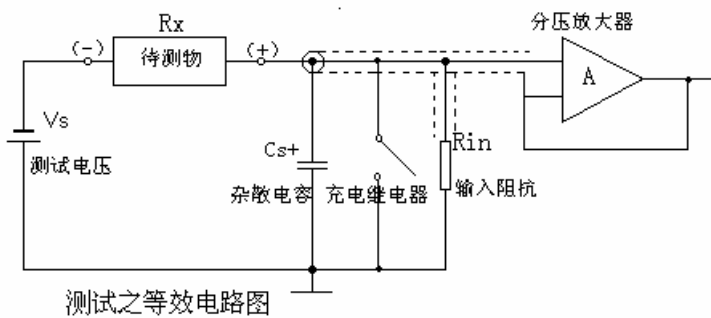 分压放大器
Rx
(-)
待测物
(+)
A
Vs
测试电压
Cs+
杂散电容
充电继电器
Rin
输入阻抗
测试之等效电路图